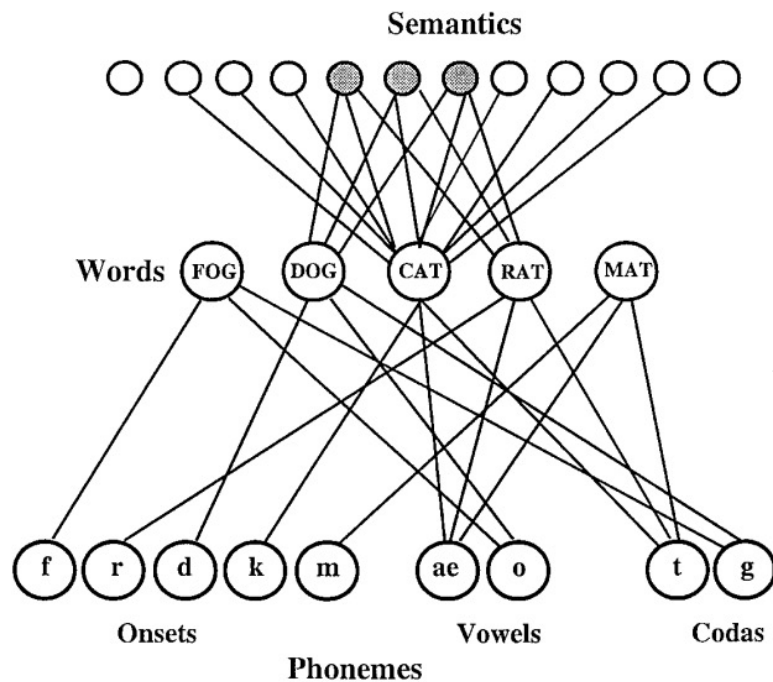 Semantics
Words FOG DOG CAT RAT MAT
f r d k m ae o t g
Onsets Vowels Codas
Phonemes